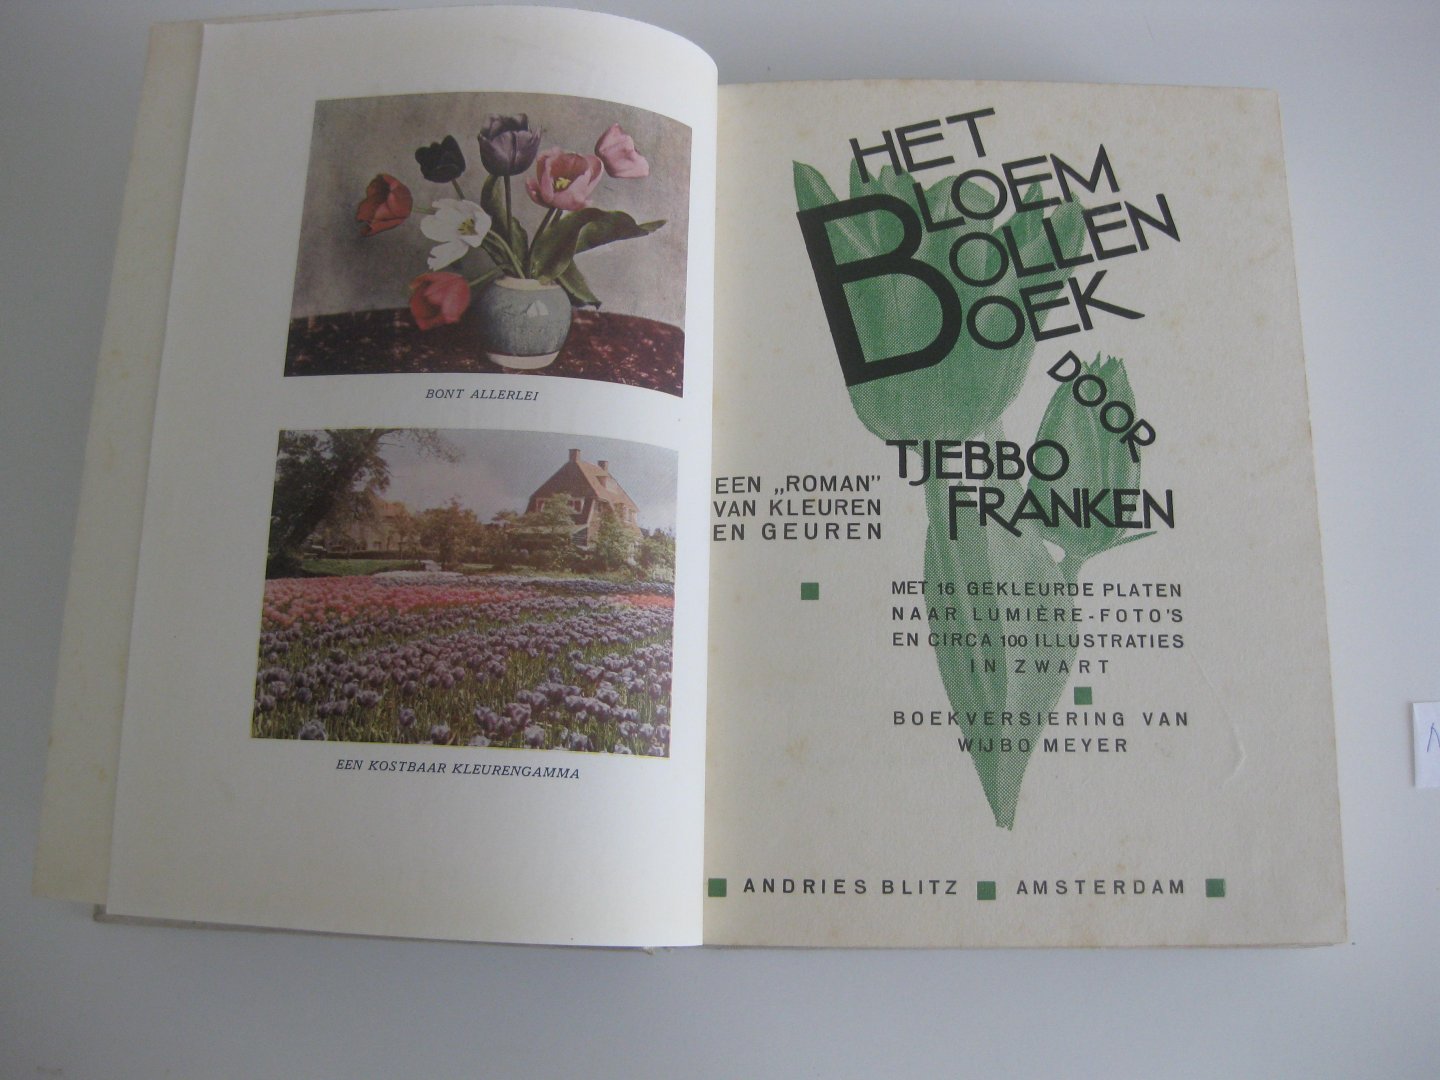 BONT ALLERLEI
EEN KOSTBAAR KLEURENGAMMA
HET
BLOEM
BOLLEN
BOEK
DOOR
TJEBBO
FRANKEN
EEN „ROMAN”
VAN KLEUREN
EN GEUREN
MET 16 GEKLEURDE PLATEN
NAAR LUMIÈRE-FOTO'S
EN CIRCA 100 ILLUSTRATIES
IN ZWART
BOEKVERSIERING VAN
WIJBO MEYER
ANDRIES BLITZ AMSTERDAM